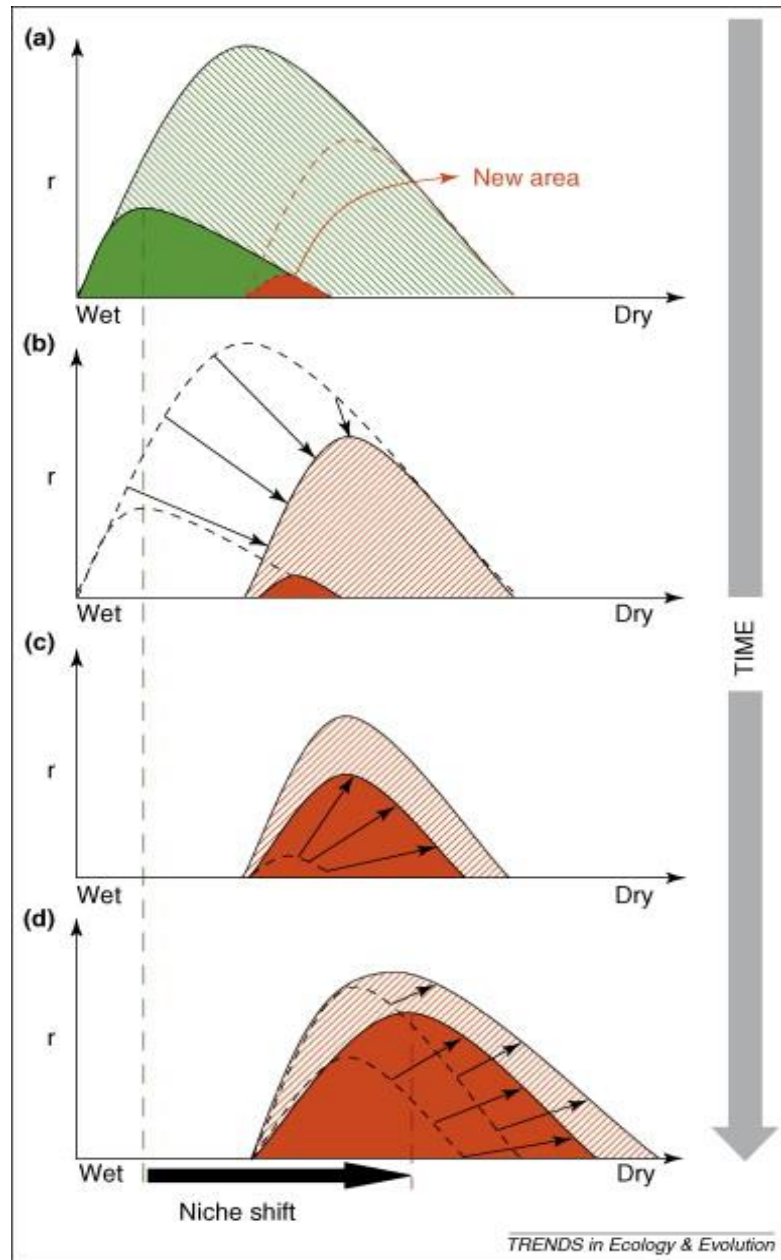 (a)
r
New area
Wet
Dry
(b)
r
Wet
Dry
TIME
(c)
r
Wet
Dry
(d)
r
Wet
Dry
Niche shift
TRENDS in Ecology & Evolution